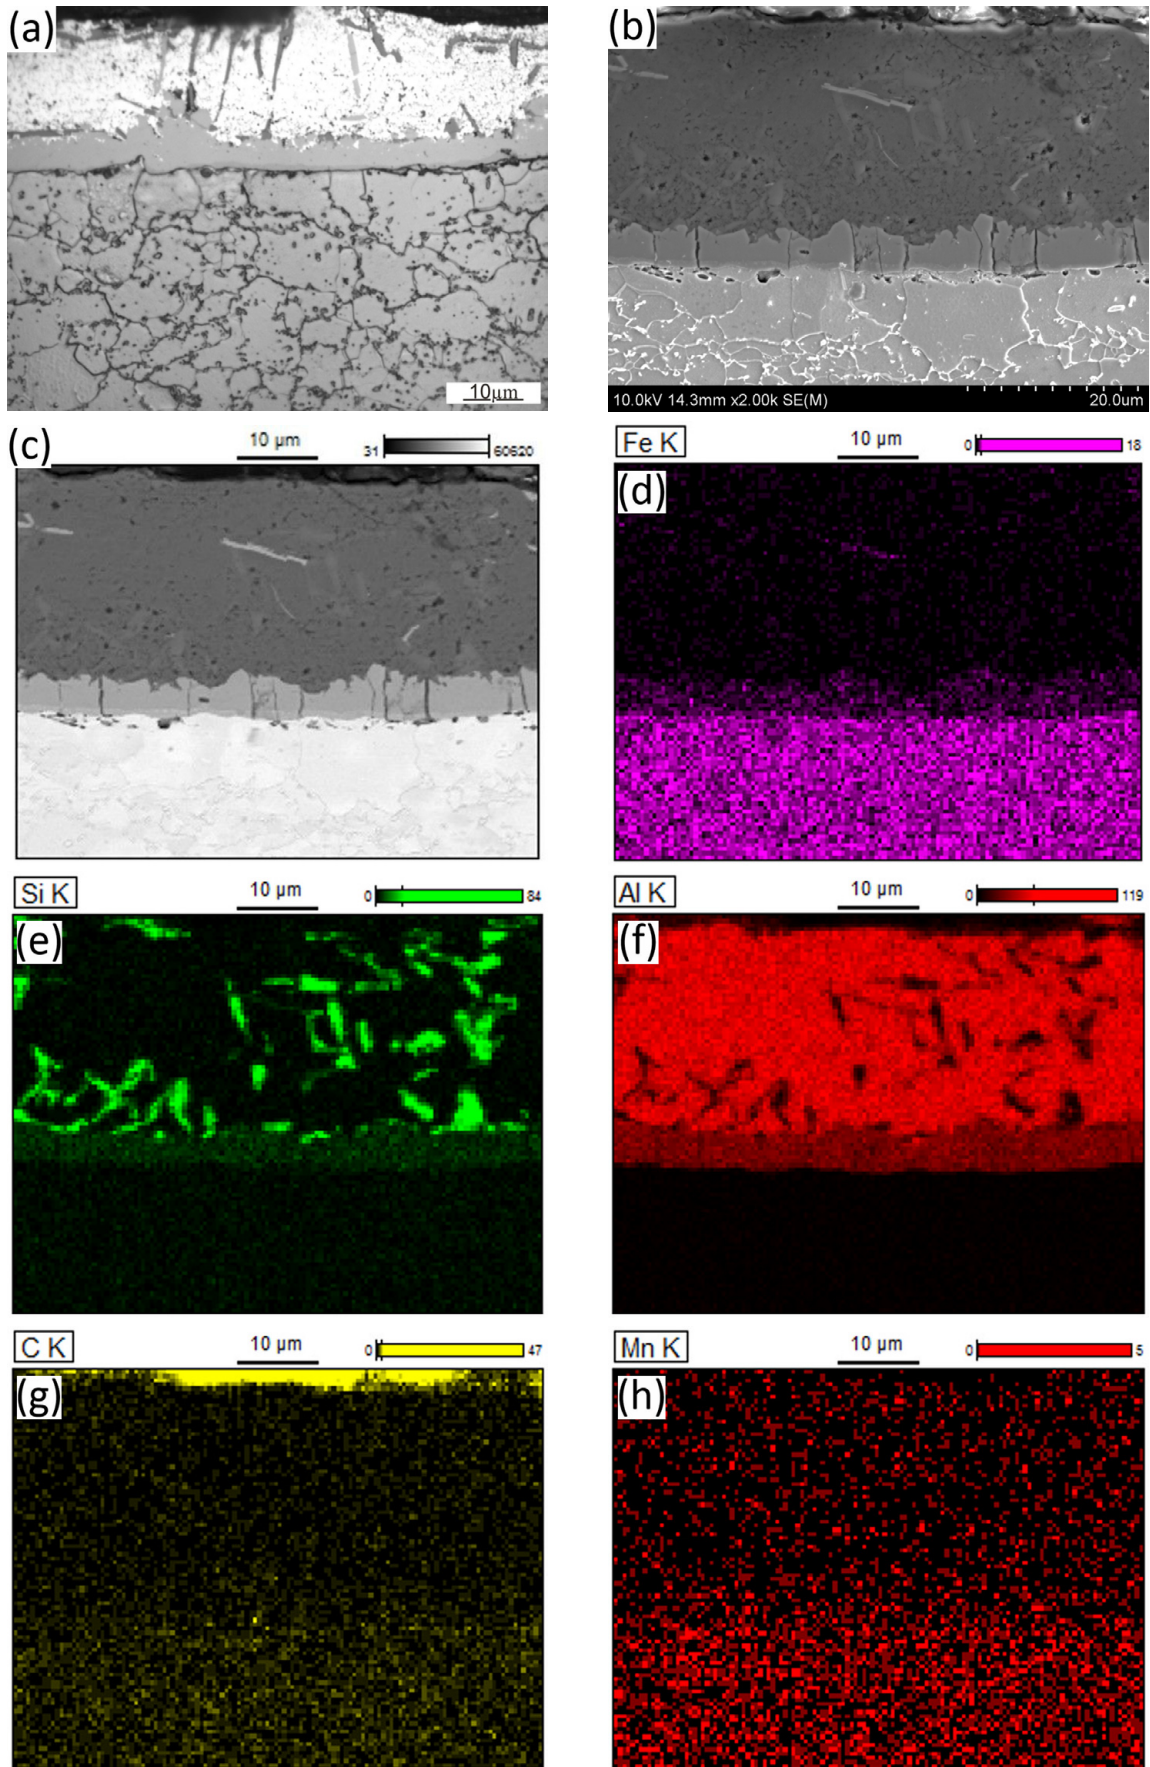 (a)
10μm
(b)
10.0kV 14.3mm x2.00k SE(M)
20.0um
(c)
10 μm
31
60620
Fe K
10 μm
0
18
(d)
Si K
10 μm
0
84
(e)
Al K
10 μm
0
119
(f)
C K
10 μm
0
47
(g)
Mn K
10 μm
0
5
(h)